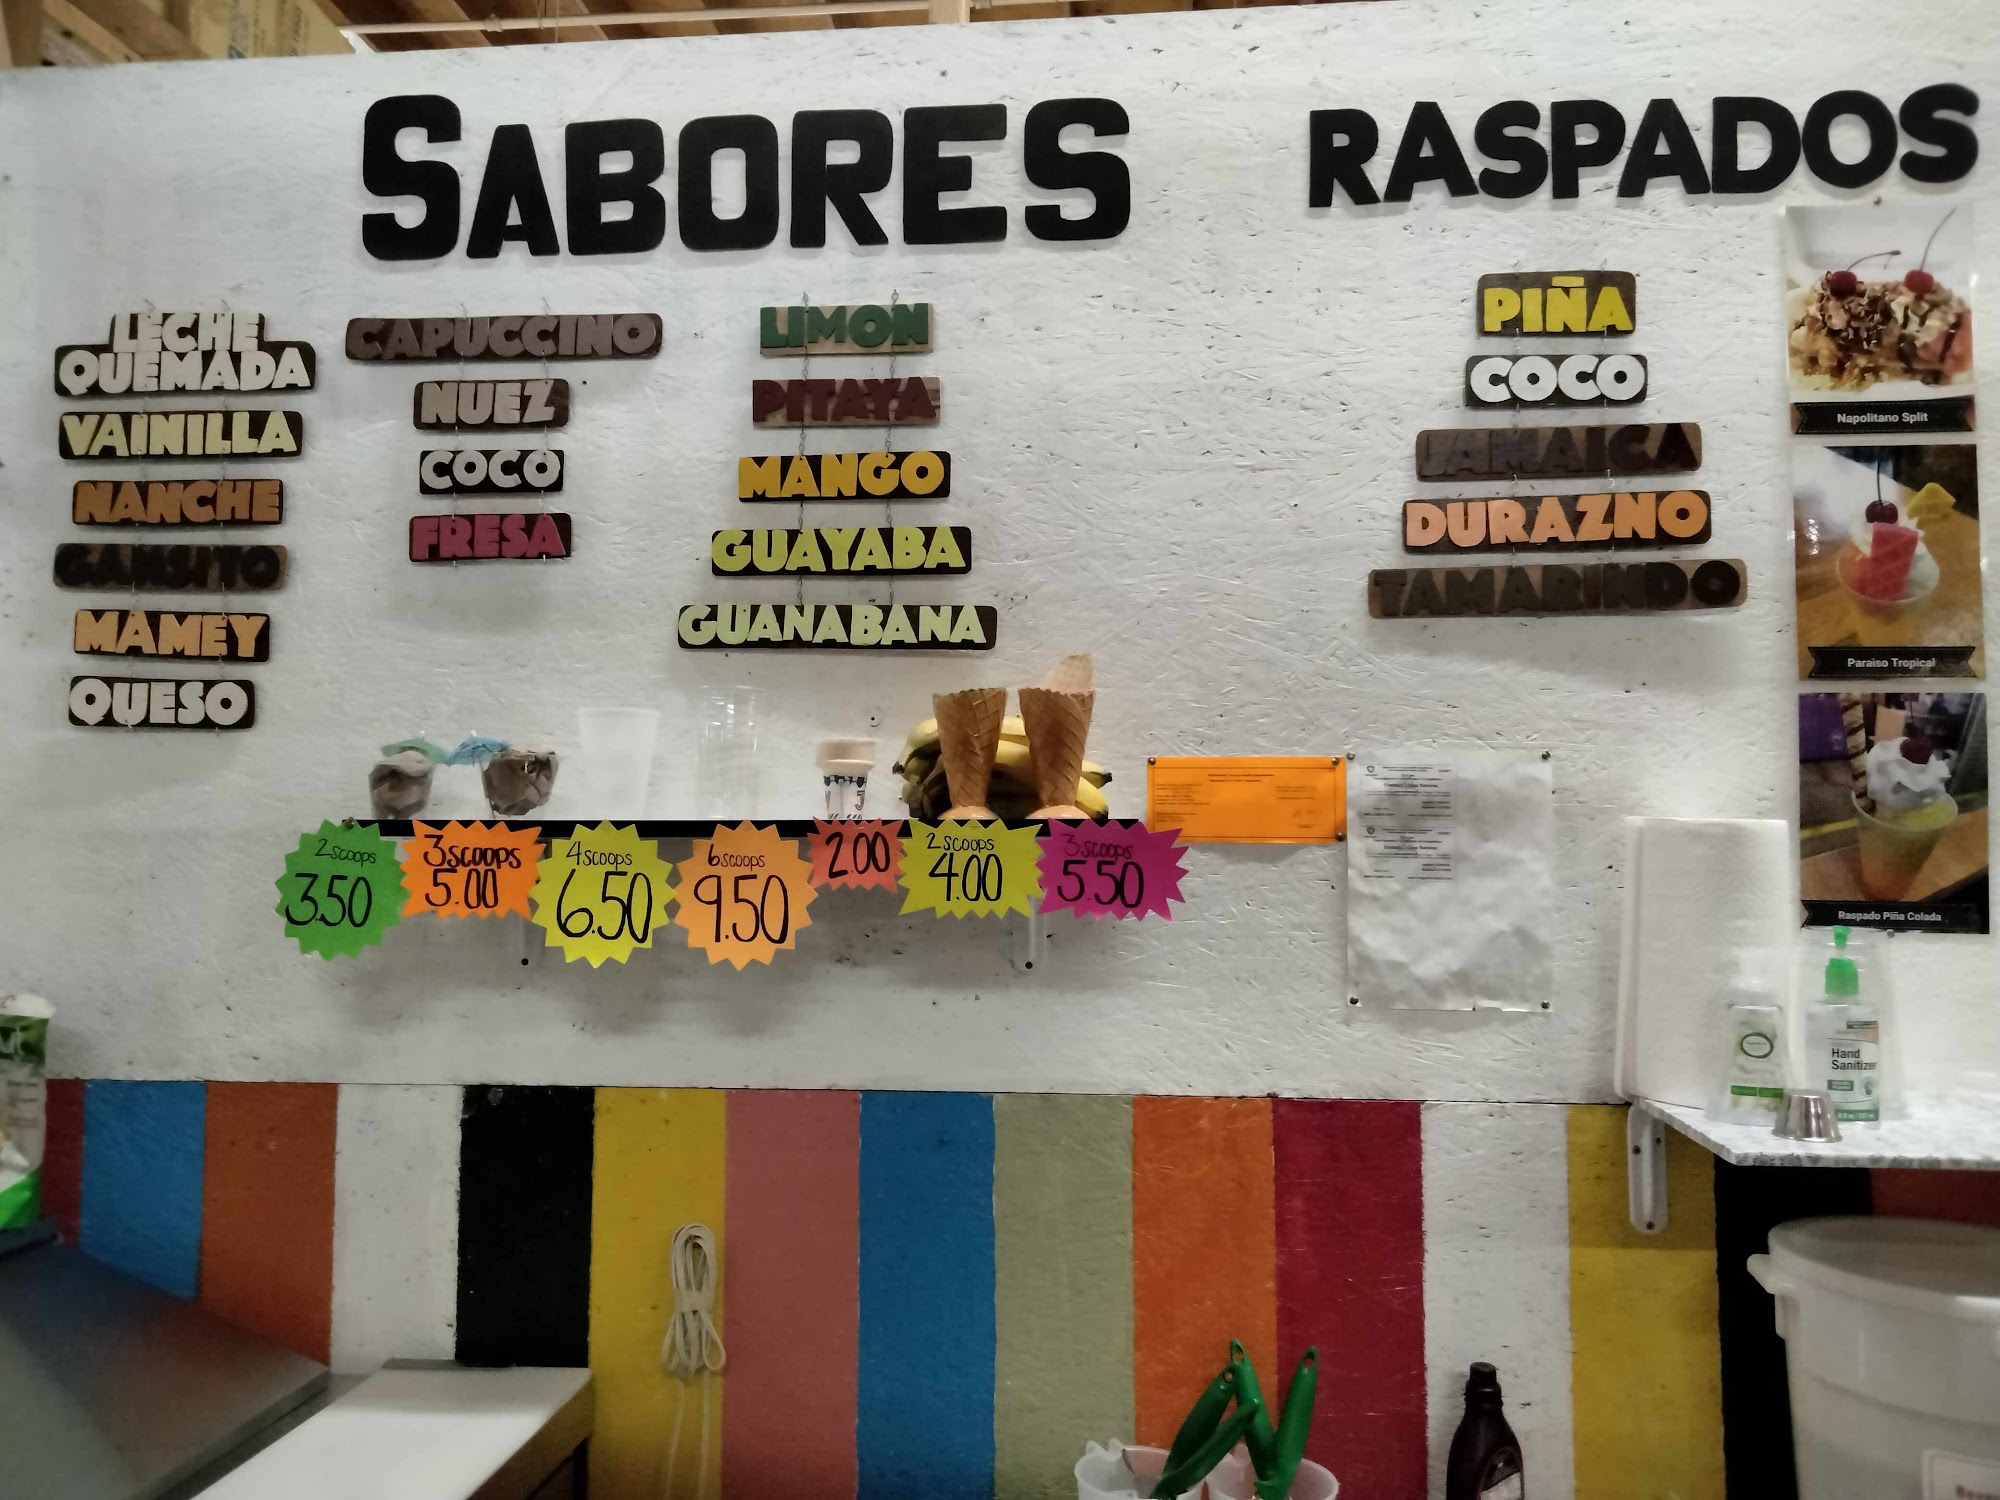 SABORES
RASPADOS
LECHE
QUEMADA
VAINILLA
NANCHE
GANSITO
MAMEY
QUESO
CAPUCCINO
NUEZ
COCO
FRESA
LIMON
PITAYA
MANGO
GUAYABA
GUANABANA
PIÑA
COCO
JAMAICA
DURAZNO
TAMARINDO
Napolitano Split
Paraiso Tropical
Raspado Piña Colada
2 scoops
3.50
3 scoops
5.00
4 scoops
6.50
6 scoops
9.50
2.00
2 scoops
4.00
3 scoops
5.50
Hand
Sanitizer